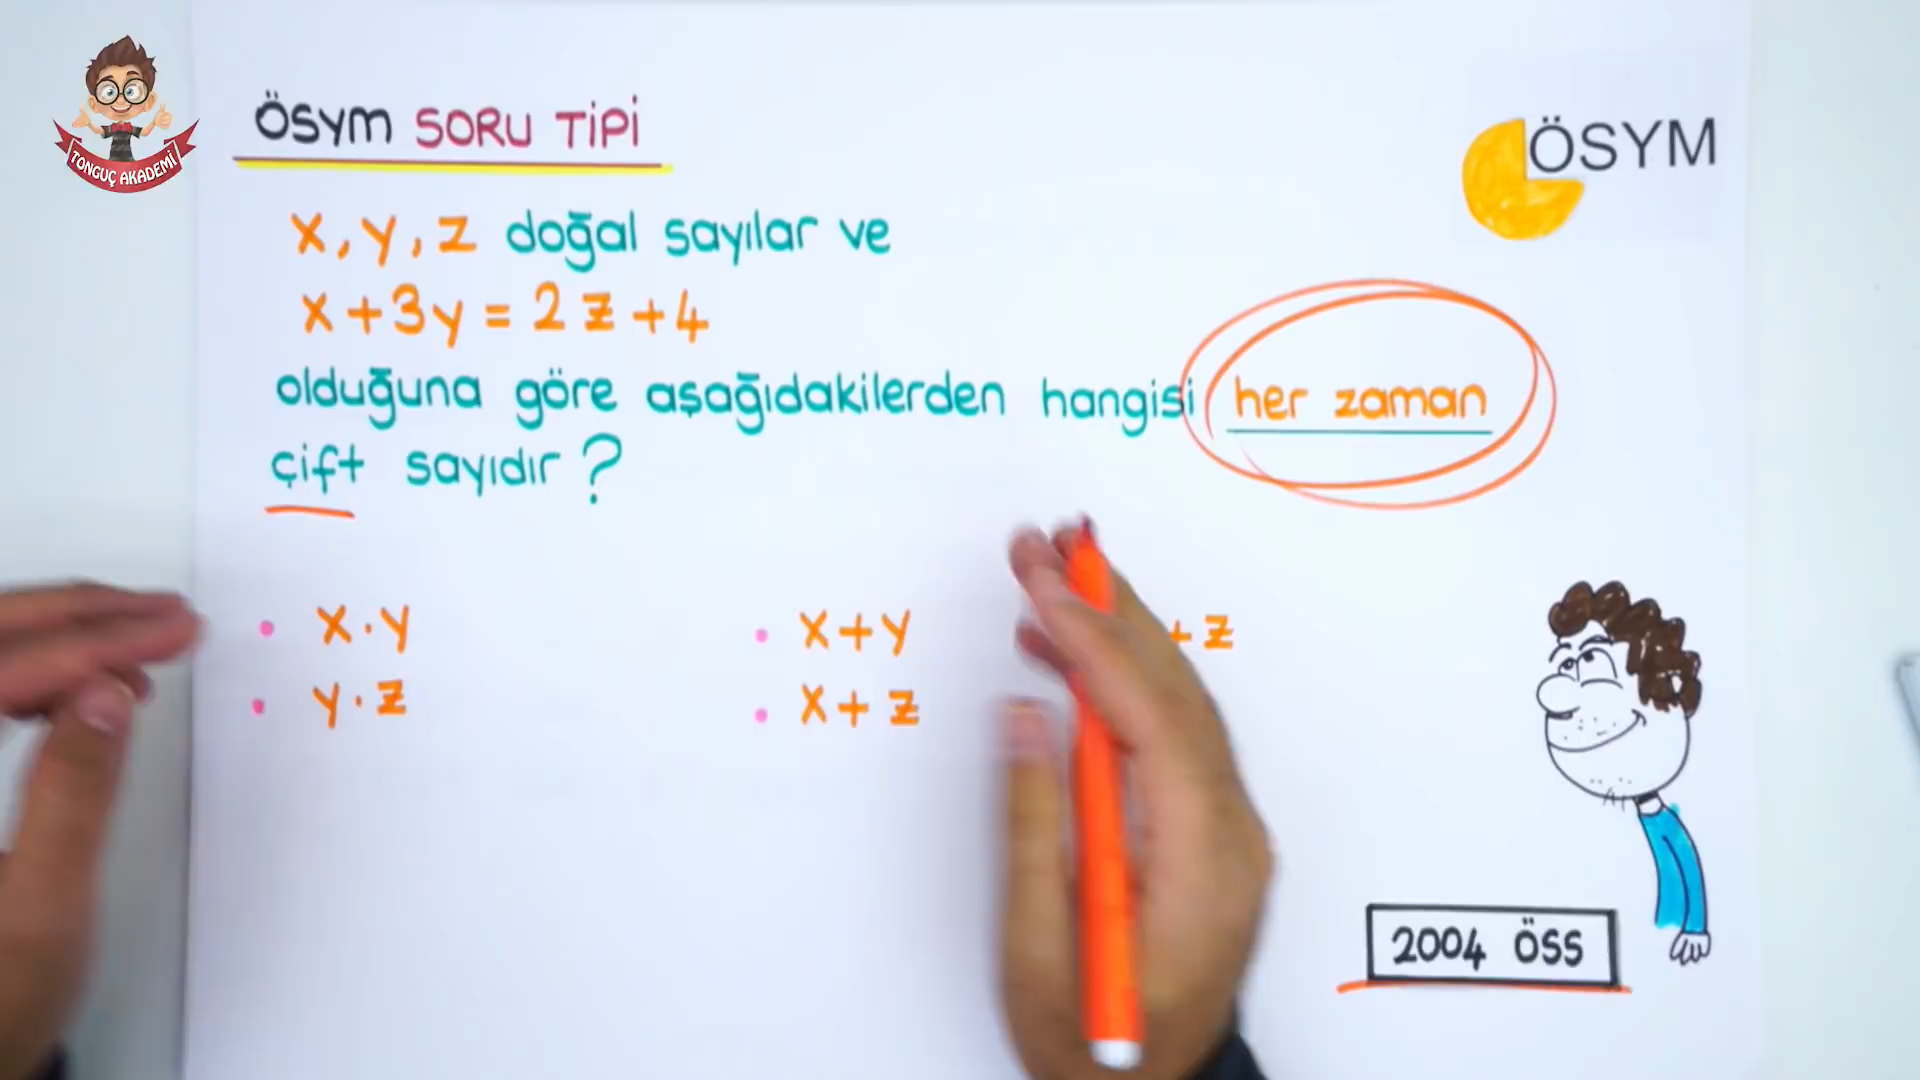 TONGUÇ AKADEMİ
ÖSYM SORU TİPİ
ÖSYM
x, y, z doğal sayılar ve
x+3y = 2z+4
olduğuna göre aşağıdakilerden hangisi her zaman
çift sayıdır?
• x·y
• x+y
+z
• y·z
• x+z
2004 ÖSS